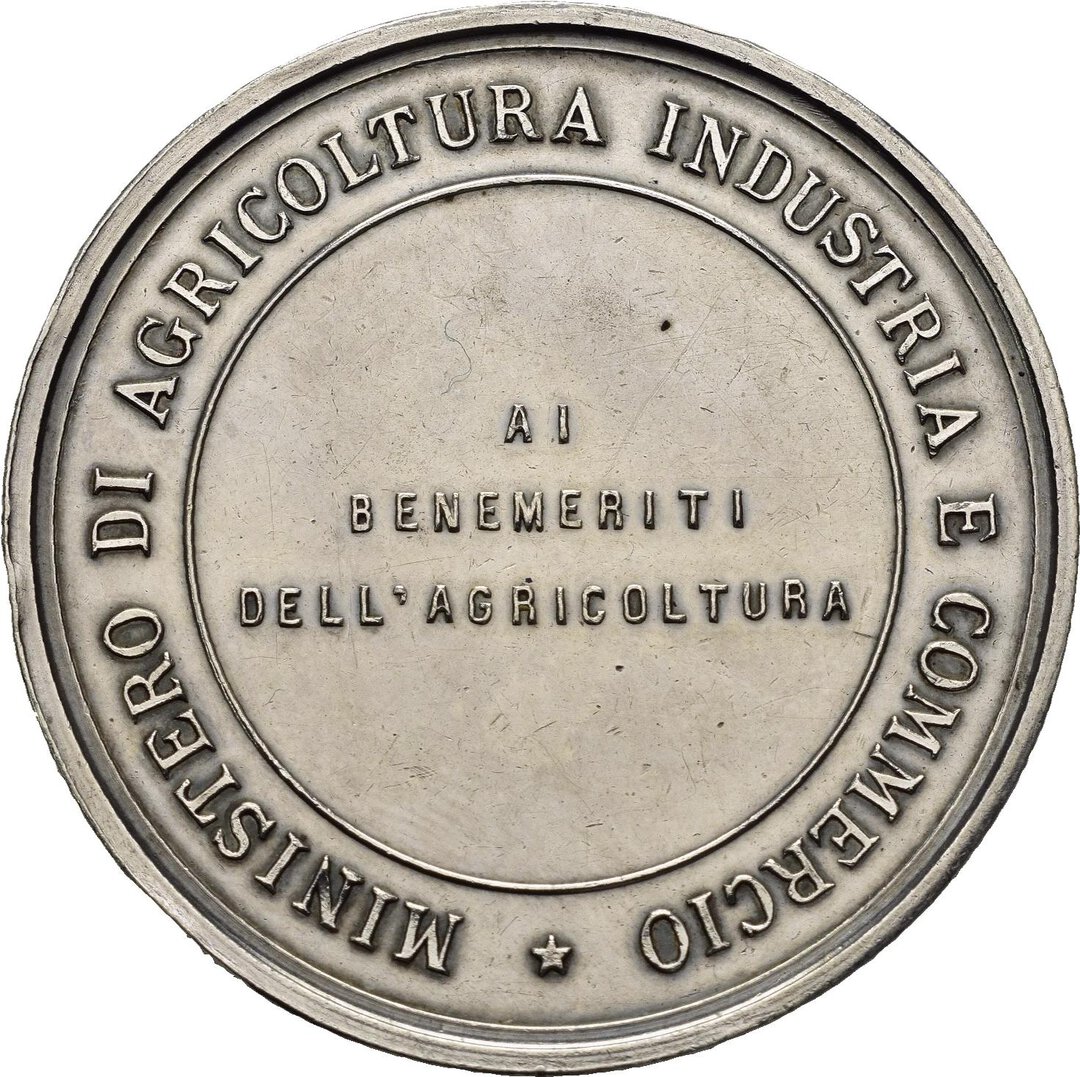 MINISTERO DI AGRICOLTURA INDUSTRIA E COMMERCIO
AI
BENEMERITI
DELL'AGRICOLTURA